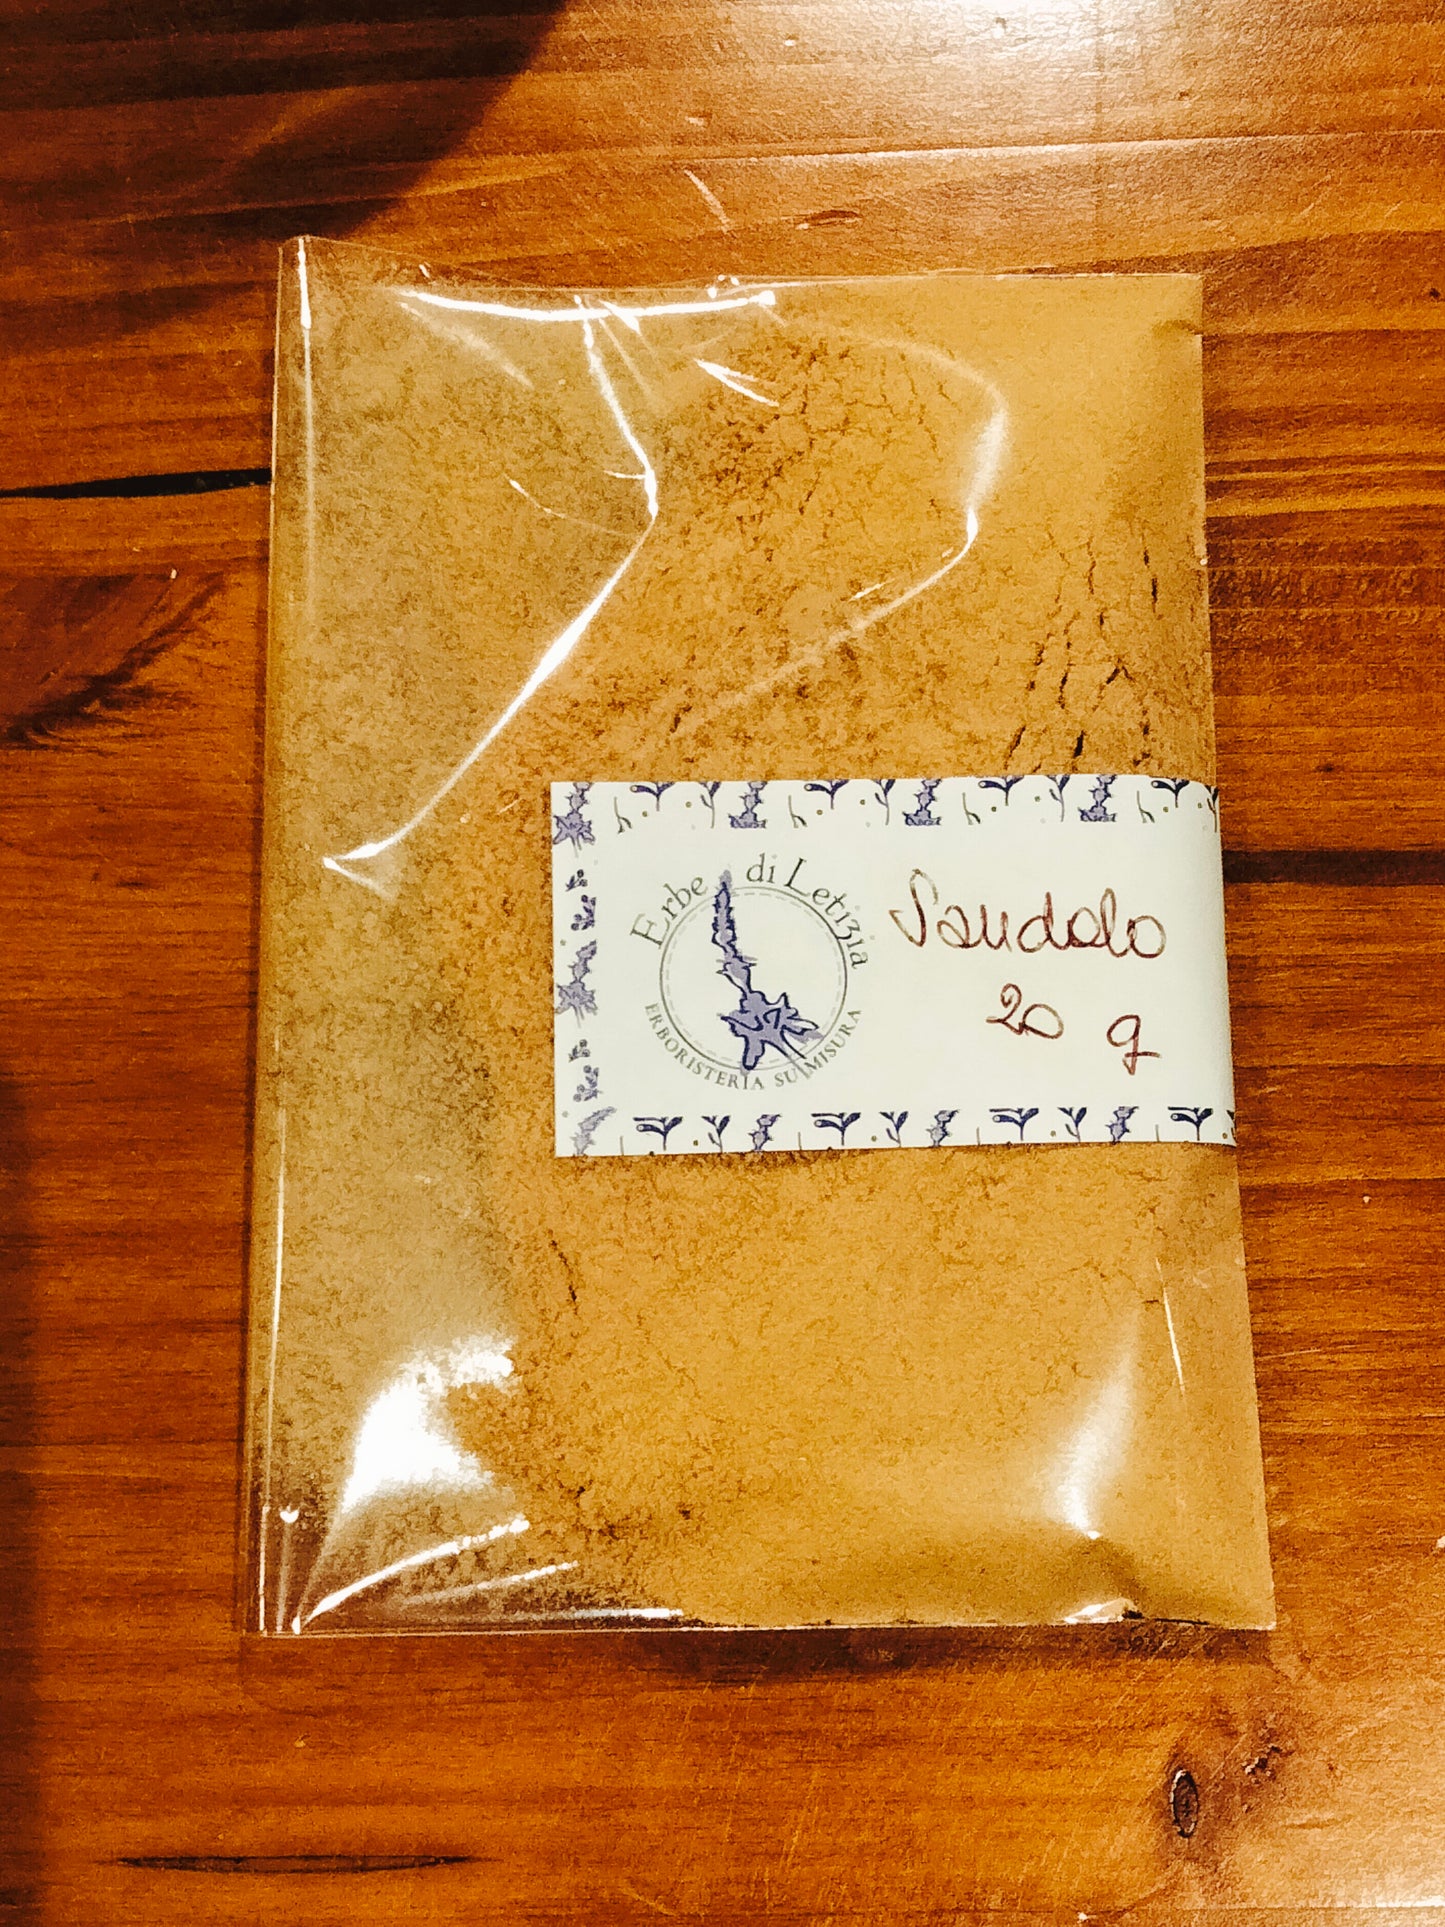 Erbe di Letizia
ERBORISTERIA SU MISURA
Sandalo
20 g